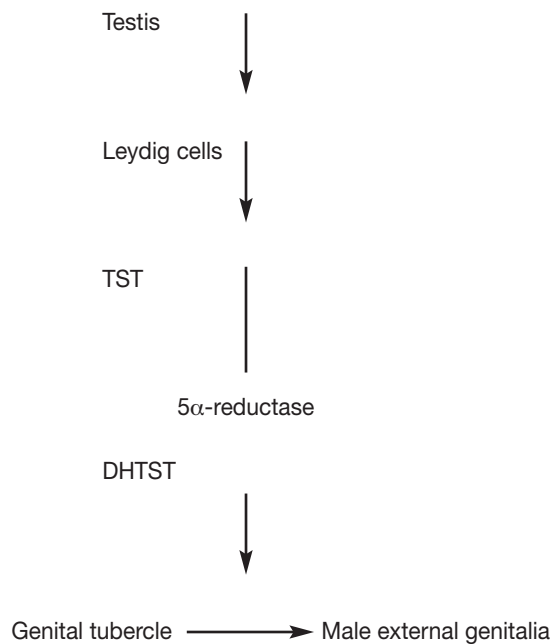 Testis
Leydig cells
TST
5α-reductase
DHTST
Genital tubercle
Male external genitalia